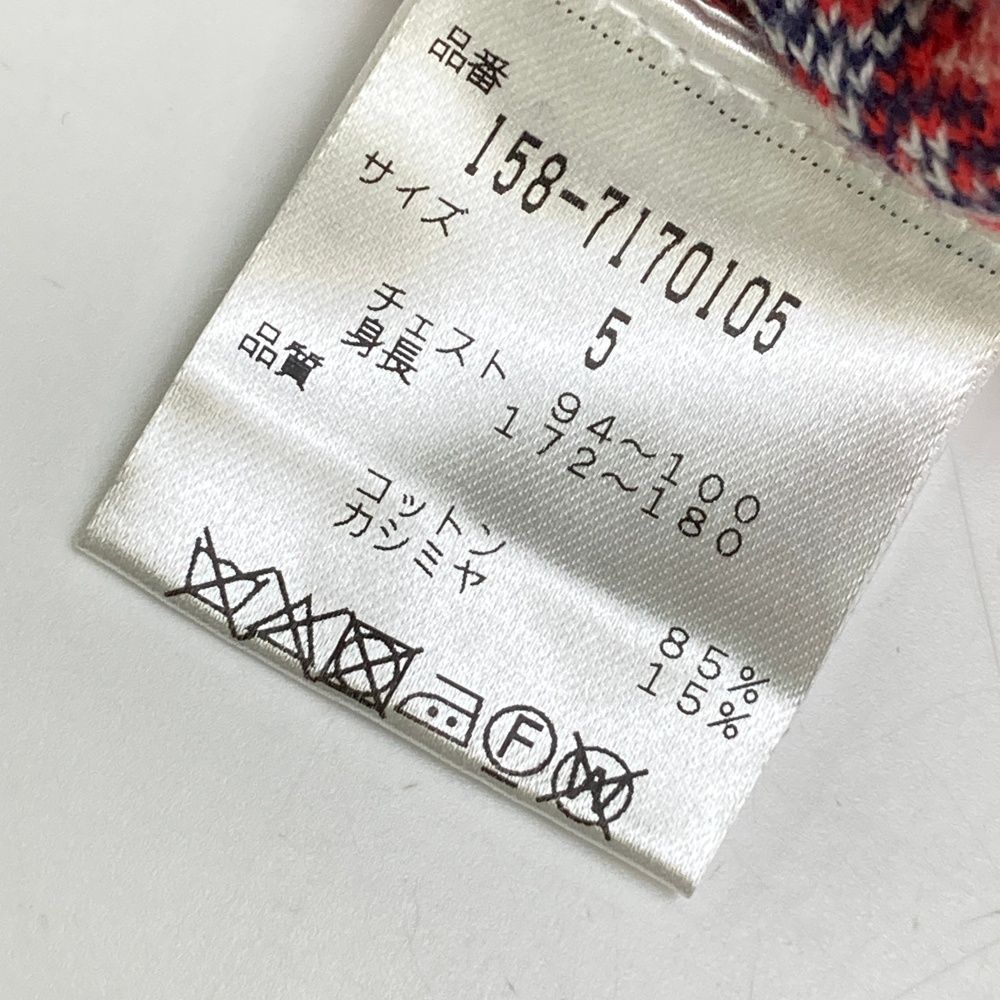 品番
158-7170105
サイズ 5
チェスト 94~100
身長 172~180
品質
コットン 85%
カシミヤ 15%
F
W